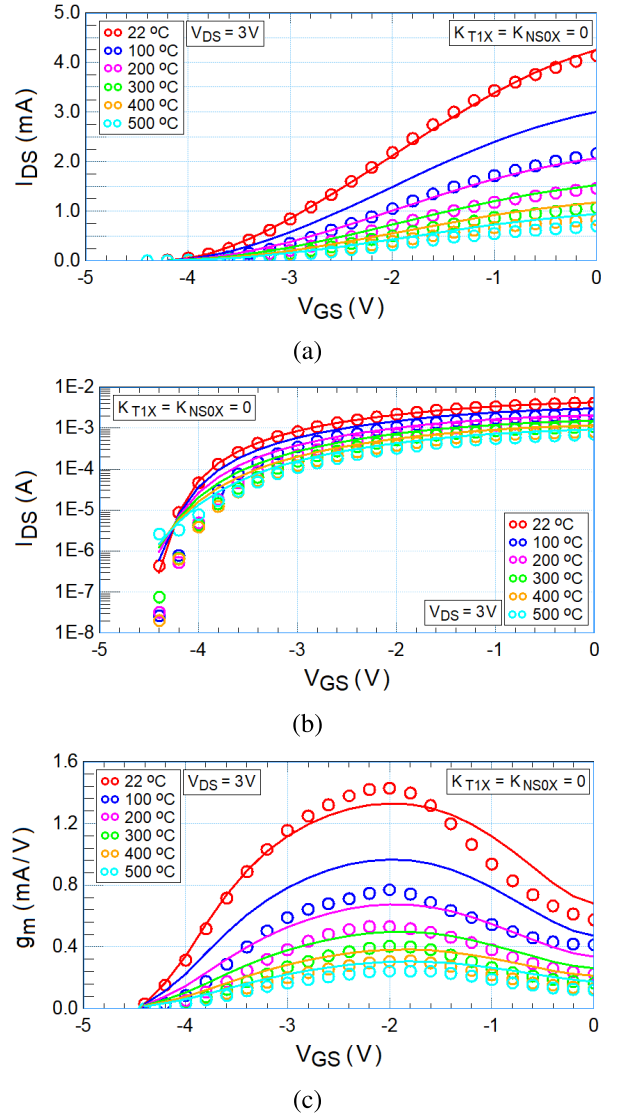 5.0
4.0
3.0
2.0
1.0
0.0
I_DS (mA)
22 ºC
100 ºC
200 ºC
300 ºC
400 ºC
500 ºC
V_DS = 3V
K_T1X = K_NS0X = 0
-5 -4 -3 -2 -1 0
V_GS (V)
(a)
1E-2
1E-3
1E-4
1E-5
1E-6
1E-7
1E-8
I_DS (A)
K_T1X = K_NS0X = 0
22 ºC
100 ºC
200 ºC
300 ºC
400 ºC
500 ºC
V_DS = 3V
-5 -4 -3 -2 -1 0
V_GS (V)
(b)
1.6
1.2
0.8
0.4
0.0
g_m (mA/V)
22 ºC
100 ºC
200 ºC
300 ºC
400 ºC
500 ºC
V_DS = 3V
K_T1X = K_NS0X = 0
-5 -4 -3 -2 -1 0
V_GS (V)
(c)